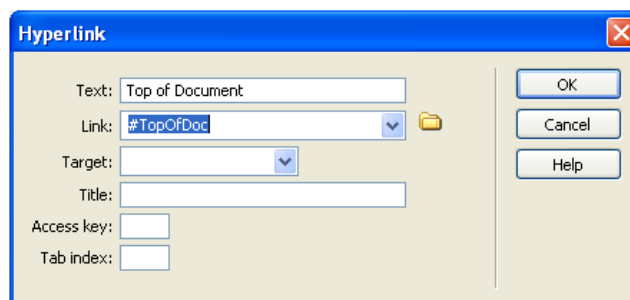 Hyperlink
Text: Top of Document
OK
Link: #TopOfDoc
Cancel
Target:
Help
Title:
Access key:
Tab index: